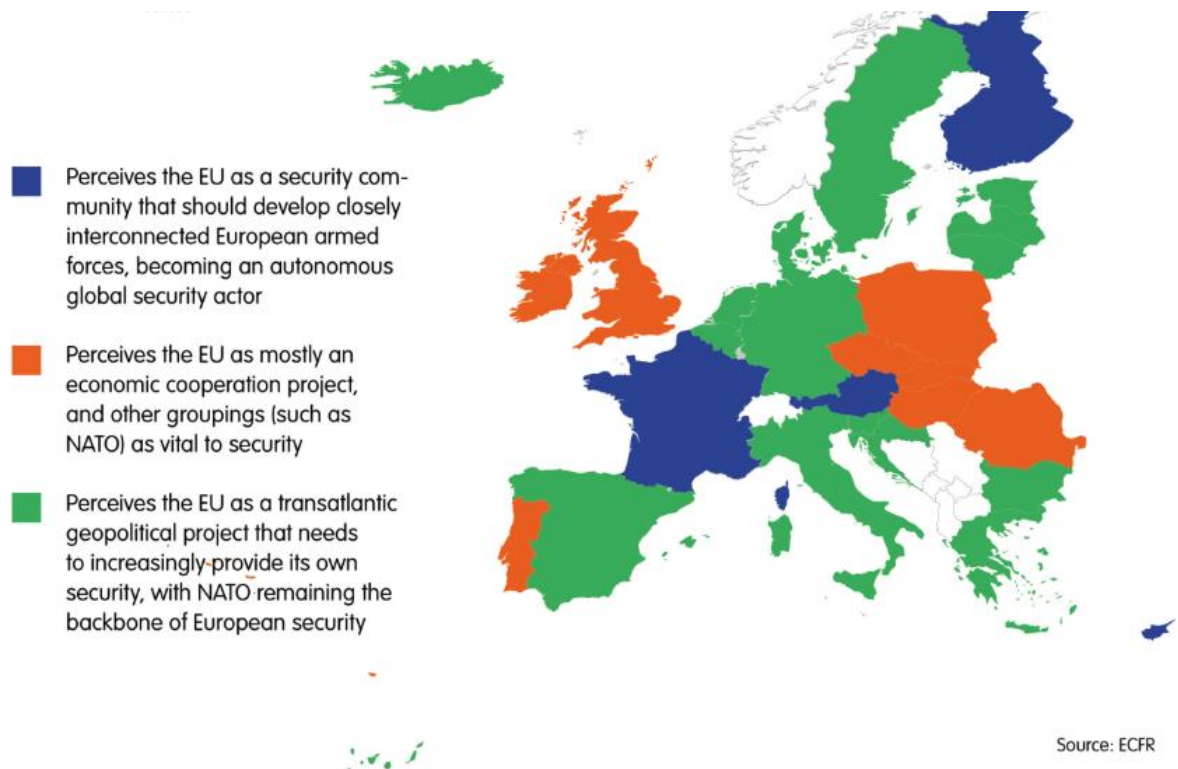 Perceives the EU as a security com-
munity that should develop closely
interconnected European armed
forces, becoming an autonomous
global security actor
Perceives the EU as mostly an
economic cooperation project,
and other groupings (such as
NATO) as vital to security
Perceives the EU as a transatlantic
geopolitical project that needs
to increasingly provide its own
security, with NATO remaining the
backbone of European security
Source: ECFR